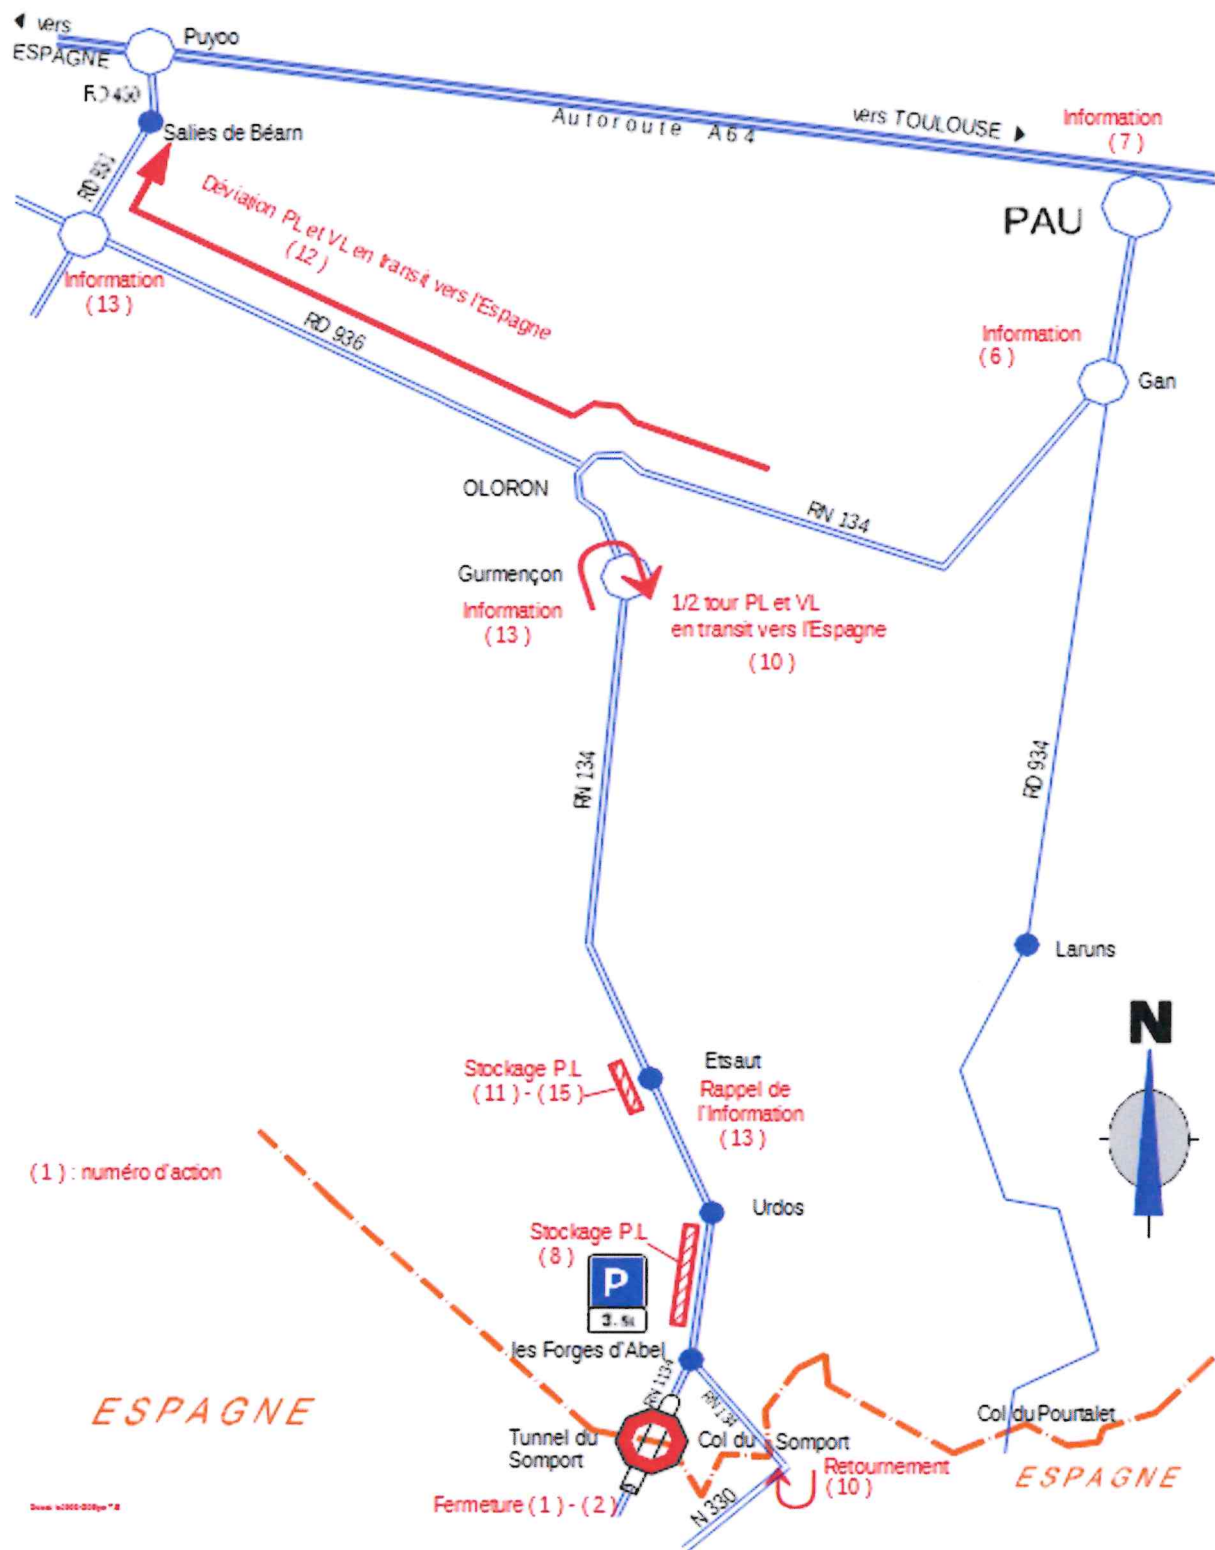 vers
ESPAGNE
Puyoo
Salies de Béarn
Autoroute A64
vers TOULOUSE
Information
(7)
PAU
Déviation PL et VL en transit vers l'Espagne
(12)
Information
(13)
RD 936
Information
(6)
Gan
OLORON
RN 134
Gurmençon
Information
(13)
1/2 tour PL et VL
en transit vers l'Espagne
(10)
RN 134
RD 934
Laruns
N
Stockage P.L
(11) - (15)
Etsaut
Rappel de
l'Information
(13)
(1) : numéro d'action
Urdos
Stockage P.L
(8)
P
les Forges d'Abel
RN 1134
RN 134
ESPAGNE
Tunnel du
Somport
Col du Somport
Col du Pourtalet
Retournement
(10)
ESPAGNE
Fermeture (1) - (2)
N 330